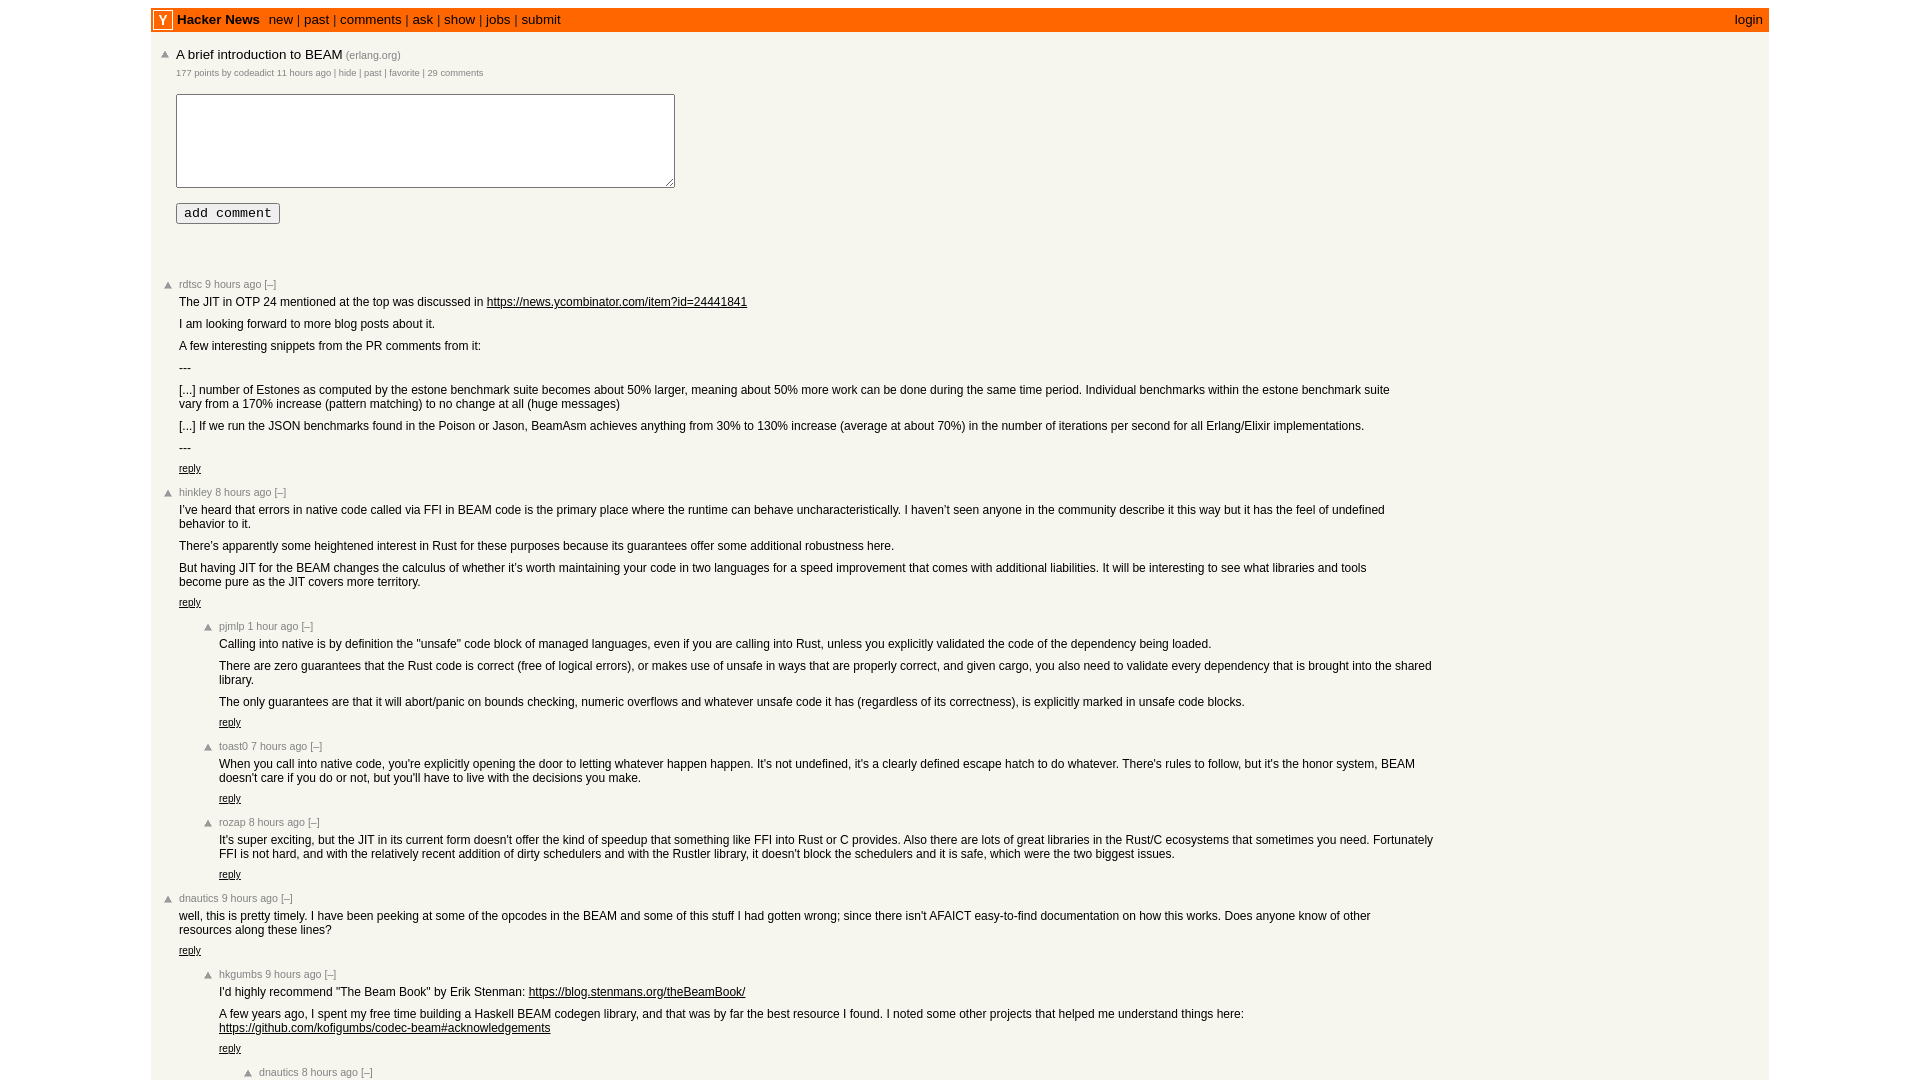 Y Hacker News new | past | comments | ask | show | jobs | submit login
A brief introduction to BEAM (erlang.org)
177 points by codeadict 11 hours ago | hide | past | favorite | 29 comments
add comment
rdtsc 9 hours ago [–]
The JIT in OTP 24 mentioned at the top was discussed in https://news.ycombinator.com/item?id=24441841
I am looking forward to more blog posts about it.
A few interesting snippets from the PR comments from it:
---
[...] number of Estones as computed by the estone benchmark suite becomes about 50% larger, meaning about 50% more work can be done during the same time period. Individual benchmarks within the estone benchmark suite
vary from a 170% increase (pattern matching) to no change at all (huge messages)
[...] If we run the JSON benchmarks found in the Poison or Jason, BeamAsm achieves anything from 30% to 130% increase (average at about 70%) in the number of iterations per second for all Erlang/Elixir implementations.
---
reply
hinkley 8 hours ago [–]
I’ve heard that errors in native code called via FFI in BEAM code is the primary place where the runtime can behave uncharacteristically. I haven’t seen anyone in the community describe it this way but it has the feel of undefined
behavior to it.
There’s apparently some heightened interest in Rust for these purposes because its guarantees offer some additional robustness here.
But having JIT for the BEAM changes the calculus of whether it’s worth maintaining your code in two languages for a speed improvement that comes with additional liabilities. It will be interesting to see what libraries and tools
become pure as the JIT covers more territory.
reply
pjmlp 1 hour ago [–]
Calling into native is by definition the "unsafe" code block of managed languages, even if you are calling into Rust, unless you explicitly validated the code of the dependency being loaded.
There are zero guarantees that the Rust code is correct (free of logical errors), or makes use of unsafe in ways that are properly correct, and given cargo, you also need to validate every dependency that is brought into the shared
library.
The only guarantees are that it will abort/panic on bounds checking, numeric overflows and whatever unsafe code it has (regardless of its correctness), is explicitly marked in unsafe code blocks.
reply
toast0 7 hours ago [–]
When you call into native code, you're explicitly opening the door to letting whatever happen happen. It's not undefined, it's a clearly defined escape hatch to do whatever. There's rules to follow, but it's the honor system, BEAM
doesn't care if you do or not, but you'll have to live with the decisions you make.
reply
rozap 8 hours ago [–]
It's super exciting, but the JIT in its current form doesn't offer the kind of speedup that something like FFI into Rust or C provides. Also there are lots of great libraries in the Rust/C ecosystems that sometimes you need. Fortunately
FFI is not hard, and with the relatively recent addition of dirty schedulers and with the Rustler library, it doesn't block the schedulers and it is safe, which were the two biggest issues.
reply
dnautics 9 hours ago [–]
well, this is pretty timely. I have been peeking at some of the opcodes in the BEAM and some of this stuff I had gotten wrong; since there isn't AFAICT easy-to-find documentation on how this works. Does anyone know of other
resources along these lines?
reply
hkgumbs 9 hours ago [–]
I'd highly recommend "The Beam Book" by Erik Stenman: https://blog.stenmans.org/theBeamBook/
A few years ago, I spent my free time building a Haskell BEAM codegen library, and that was by far the best resource I found. I noted some other projects that helped me understand things here:
https://github.com/kofigumbs/codec-beam#acknowledgements
reply
dnautics 8 hours ago [–]